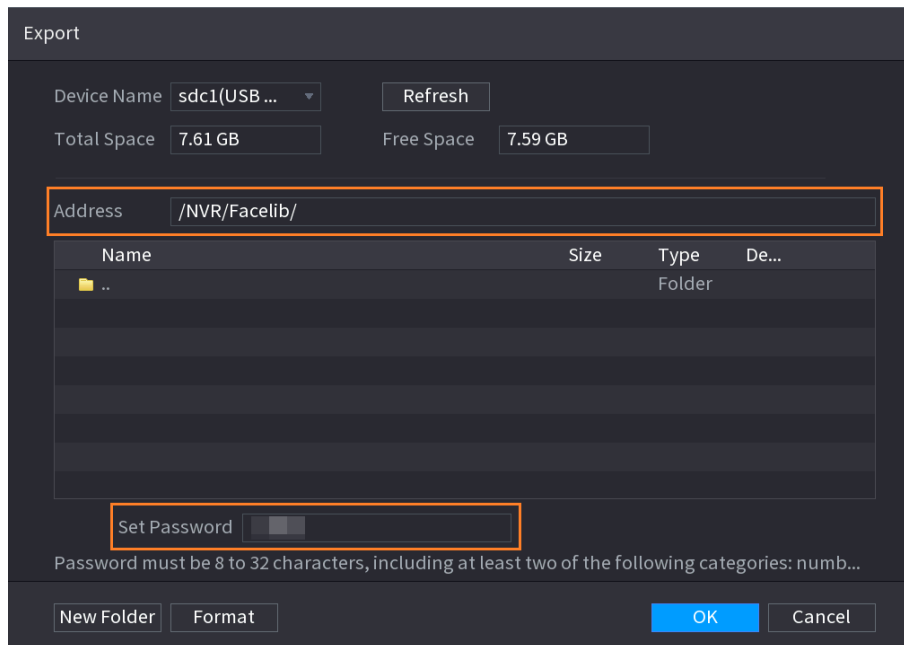 Export
Device Name sdc1(USB ... Refresh
Total Space 7.61 GB Free Space 7.59 GB
Address /NVR/Facelib/
Name Size Type De...
.. Folder
Set Password
Password must be 8 to 32 characters, including at least two of the following categories: numb...
New Folder Format OK Cancel